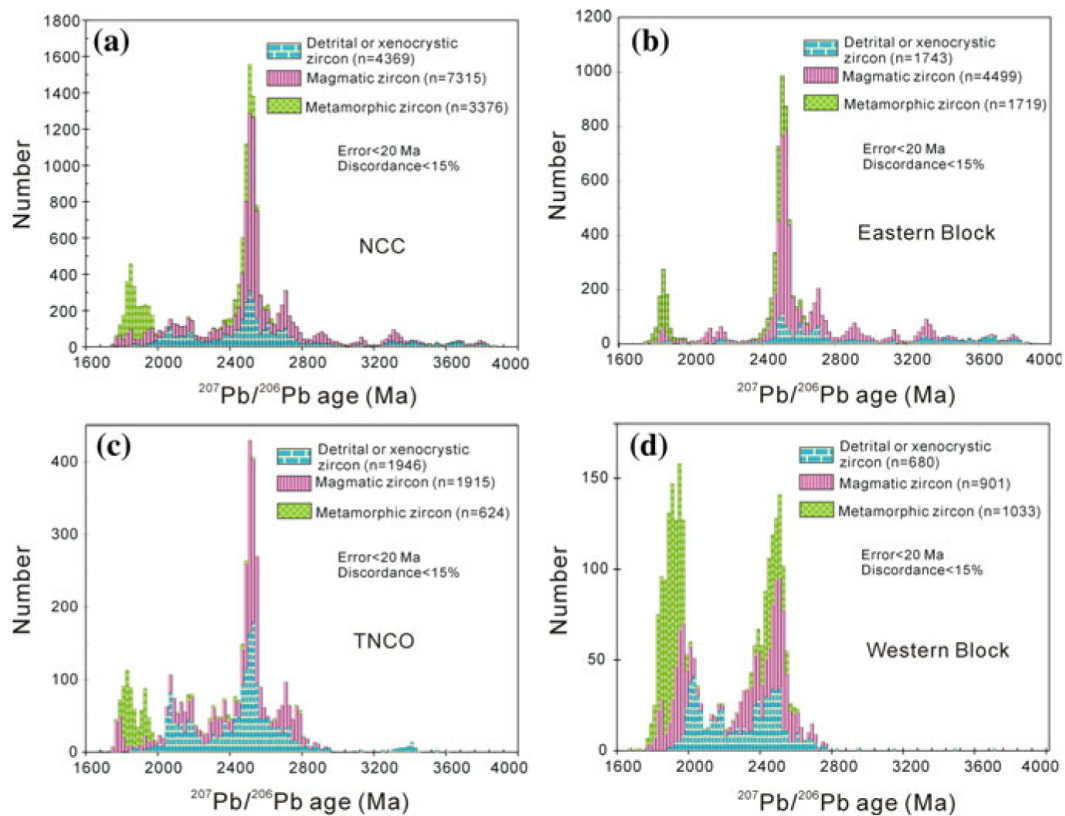 (a)
1800
1600
1400
1200
1000
800
600
400
200
0
Number
Detrital or xenocrystic
zircon (n=4369)
Magmatic zircon (n=7315)
Metamorphic zircon (n=3376)
Error<20 Ma
Discordance<15%
NCC
1600 2000 2400 2800 3200 3600 4000
207Pb/206Pb age (Ma)
(b)
1200
1000
800
600
400
200
0
Number
Detrital or xenocrystic
zircon (n=1743)
Magmatic zircon (n=4499)
Metamorphic zircon (n=1719)
Error<20 Ma
Discordance<15%
Eastern Block
1600 2000 2400 2800 3200 3600 4000
207Pb/206Pb age (Ma)
(c)
400
300
200
100
0
Number
Detrital or xenocrystic
zircon (n=1946)
Magmatic zircon (n=1915)
Metamorphic zircon (n=624)
Error<20 Ma
Discordance<15%
TNCO
1600 2000 2400 2800 3200 3600 4000
207Pb/206Pb age (Ma)
(d)
150
100
50
0
Number
Detrital or xenocrystic
zircon (n=680)
Magmatic zircon (n=901)
Metamorphic zircon (n=1033)
Error<20 Ma
Discordance<15%
Western Block
1600 2000 2400 2800 3200 3600 4000
207Pb/206Pb age (Ma)